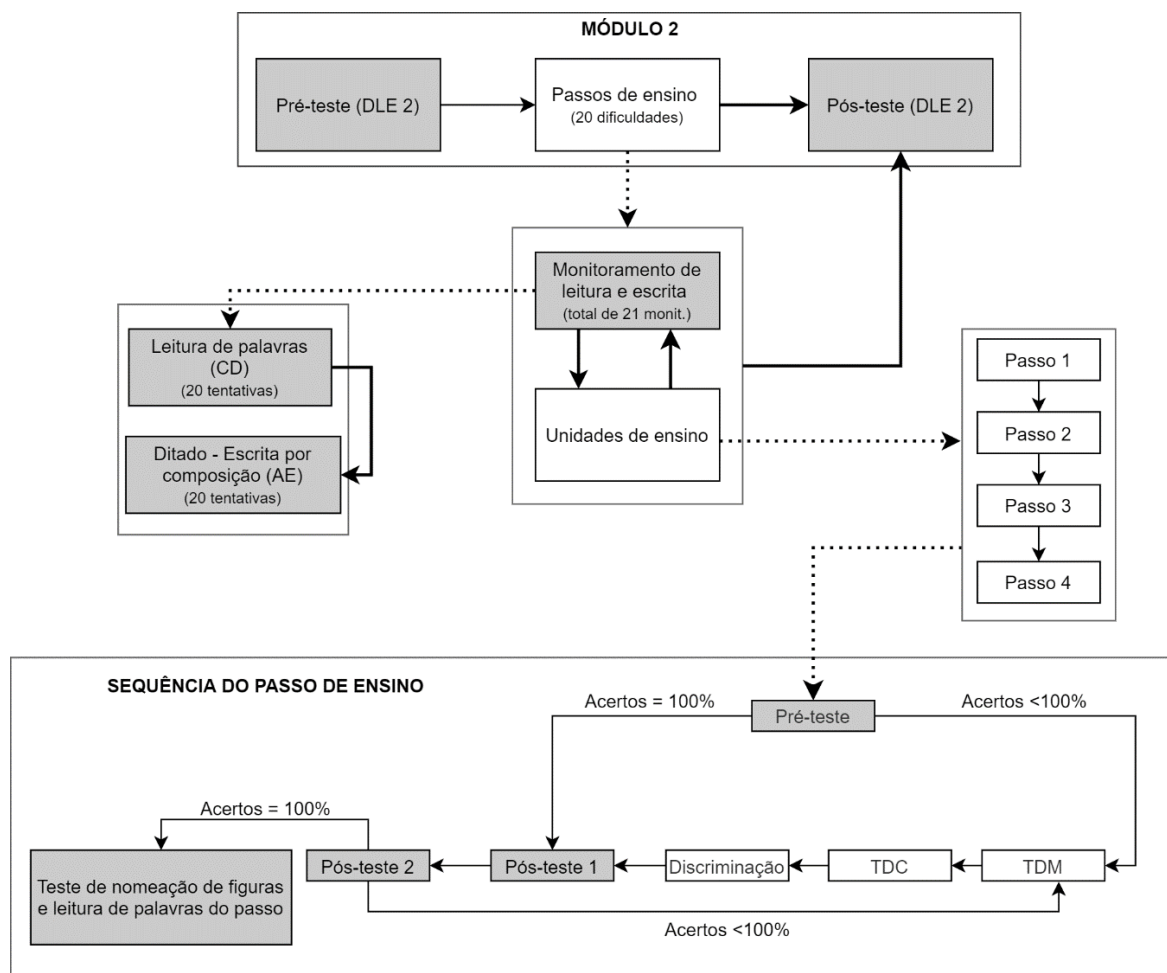 MÓDULO 2
Pré-teste (DLE 2)
Passos de ensino
(20 dificuldades)
Pós-teste (DLE 2)
Monitoramento de
leitura e escrita
(total de 21 monit.)
Unidades de ensino
Leitura de palavras
(CD)
(20 tentativas)
Ditado - Escrita por
composição (AE)
(20 tentativas)
Passo 1
Passo 2
Passo 3
Passo 4
SEQUÊNCIA DO PASSO DE ENSINO
Acertos = 100%
Pré-teste
Acertos <100%
Acertos = 100%
Teste de nomeação de figuras
e leitura de palavras do passo
Pós-teste 2
Pós-teste 1
Discriminação
TDC
TDM
Acertos <100%